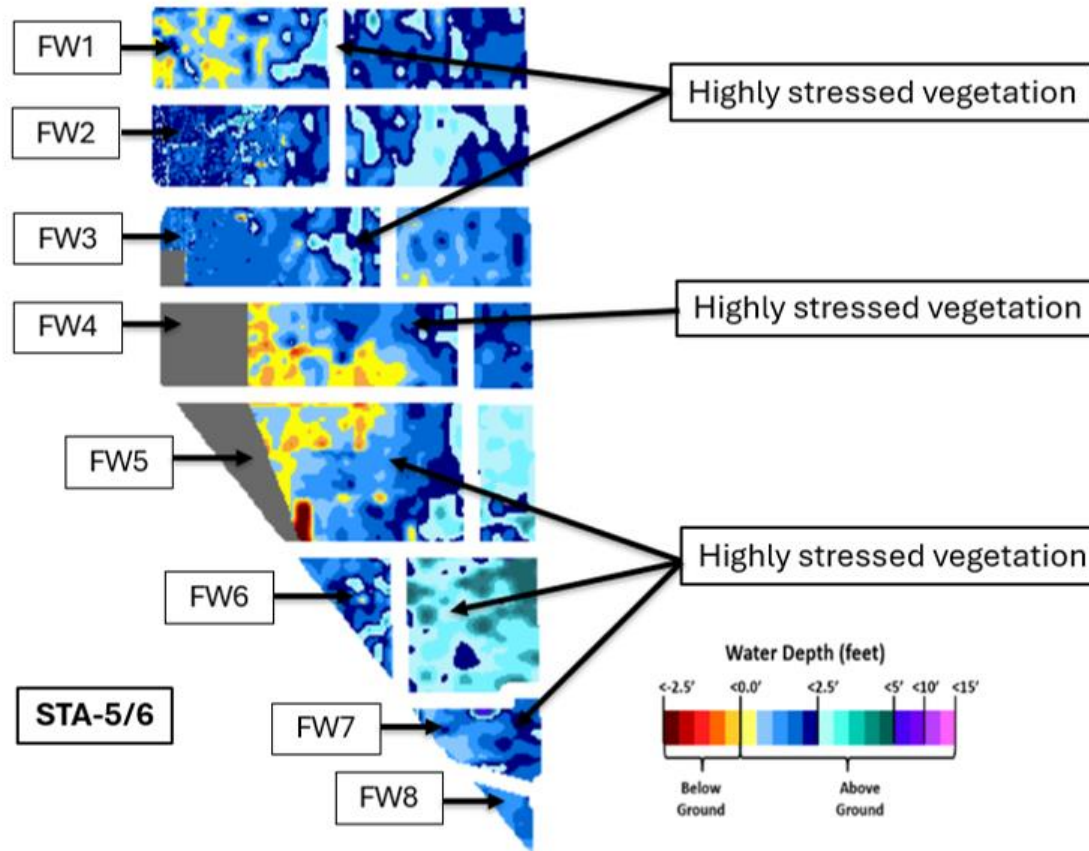 FW1
Highly stressed vegetation
FW2
FW3
Highly stressed vegetation
FW4
FW5
Highly stressed vegetation
FW6
Water Depth (feet)
<-2.5' <0.0' <2.5' <5' <10' <15'
STA-5/6
FW7
Below Above
Ground Ground
FW8